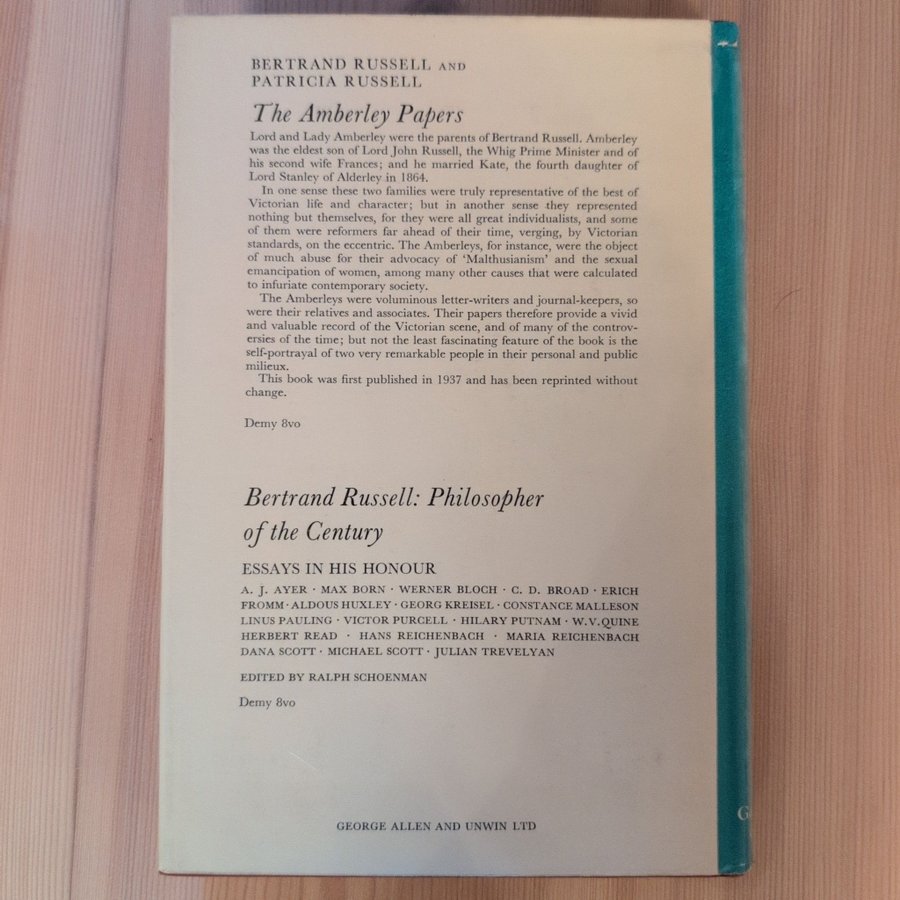 BERTRAND RUSSELL AND
PATRICIA RUSSELL
The Amberley Papers
Lord and Lady Amberley were the parents of Bertrand Russell. Amberley
was the eldest son of Lord John Russell, the Whig Prime Minister and of
his second wife Frances; and he married Kate, the fourth daughter of
Lord Stanley of Alderley in 1864.
In one sense these two families were truly representative of the best of
Victorian life and character; but in another sense they represented
nothing but themselves, for they were all great individualists, and some
of them were reformers far ahead of their time, verging, by Victorian
standards, on the eccentric. The Amberleys, for instance, were the object
of much abuse for their advocacy of ‘Malthusianism’ and the sexual
emancipation of women, among many other causes that were calculated
to infuriate contemporary society.
The Amberleys were voluminous letter-writers and journal-keepers, so
were their relatives and associates. Their papers therefore provide a vivid
and valuable record of the Victorian scene, and of many of the controv-
ersies of the time; but not the least fascinating feature of the book is the
self-portrayal of two very remarkable people in their personal and public
milieux.
This book was first published in 1937 and has been reprinted without
change.
Demy 8vo
Bertrand Russell: Philosopher
of the Century
ESSAYS IN HIS HONOUR
A. J. AYER · MAX BORN · WERNER BLOCH · C. D. BROAD · ERICH
FROMM · ALDOUS HUXLEY · GEORG KREISEL · CONSTANCE MALLESON
LINUS PAULING · VICTOR PURCELL · HILARY PUTNAM · W.V.QUINE
HERBERT READ · HANS REICHENBACH · MARIA REICHENBACH
DANA SCOTT · MICHAEL SCOTT · JULIAN TREVELYAN
EDITED BY RALPH SCHOENMAN
Demy 8vo
GEORGE ALLEN AND UNWIN LTD
G